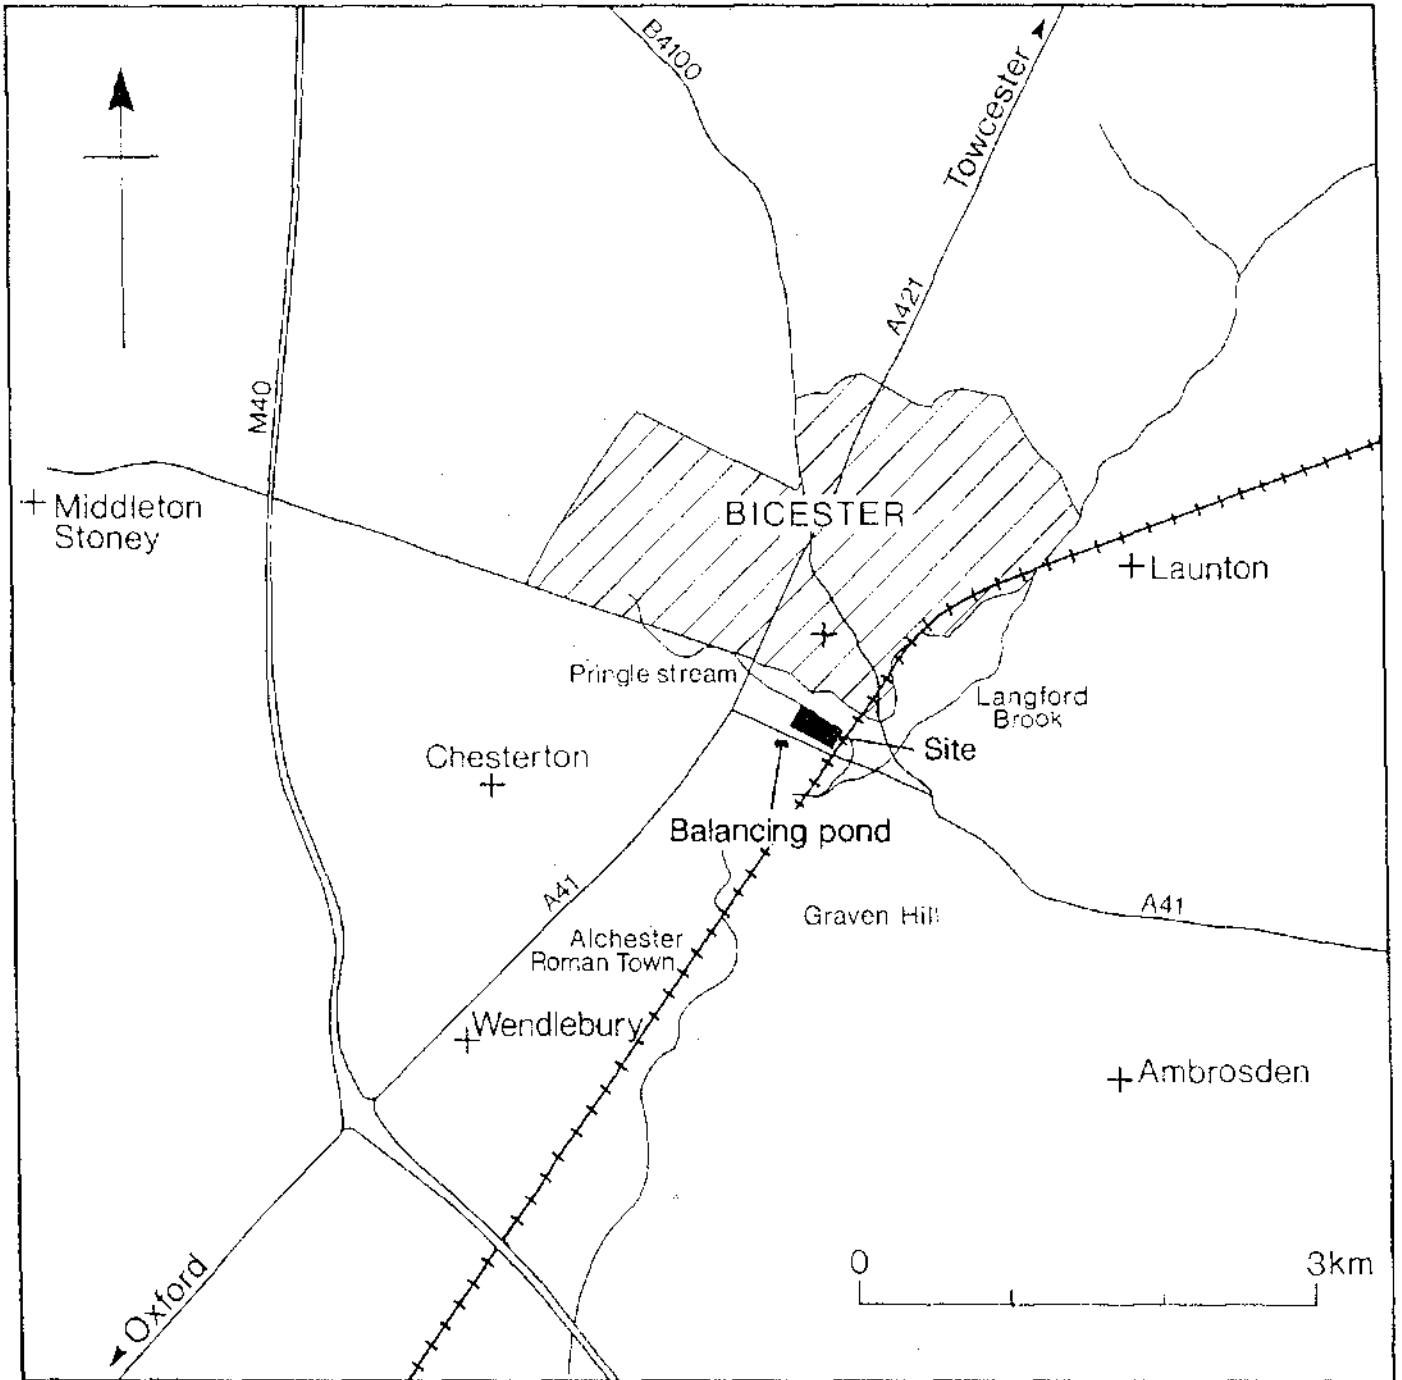 B4100
Towcester
A421
M40
Middleton
Stoney
BICESTER
Launton
Pringle stream
Langford
Brook
Chesterton
Site
Balancing pond
A41
Graven Hill
A41
Alchester
Roman Town
Wendlebury
Ambrosden
Oxford
0 3km